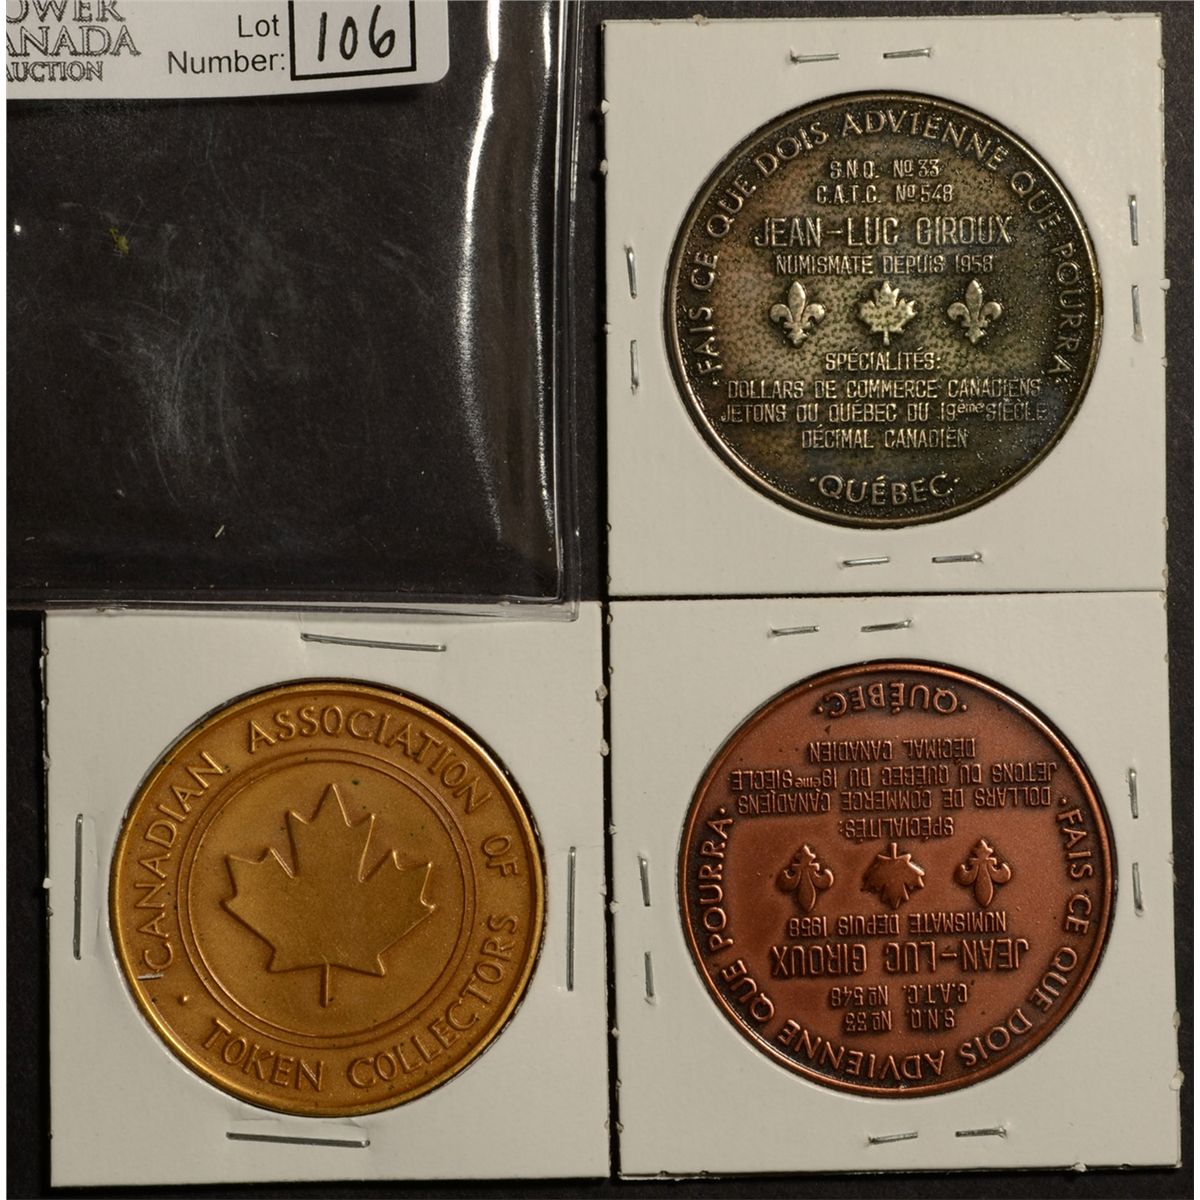 CANADA
AUCTION
Lot
Number: 106
· FAIS CE QUE DOIS ADVIENNE QUE POURRA ·
S.N.Q. Nº 33
C.A.T.C. Nº 548
JEAN-LUC GIROUX
NUMISMATE DEPUIS 1958
SPÉCIALITÉS:
DOLLARS DE COMMERCE CANADIENS
JETONS DU QUÉBEC DU 19ème SIÈCLE
DÉCIMAL CANADIEN
· QUÉBEC ·
· CANADIAN ASSOCIATION OF
TOKEN COLLECTORS
· FAIS CE QUE DOIS ADVIENNE QUE POURRA ·
S.N.Q. Nº 33
C.A.T.C. Nº 548
JEAN-LUC GIROUX
NUMISMATE DEPUIS 1958
SPÉCIALITÉS:
DOLLARS DE COMMERCE CANADIENS
JETONS DU QUÉBEC DU 19ème SIÈCLE
DÉCIMAL CANADIEN
· QUÉBEC ·